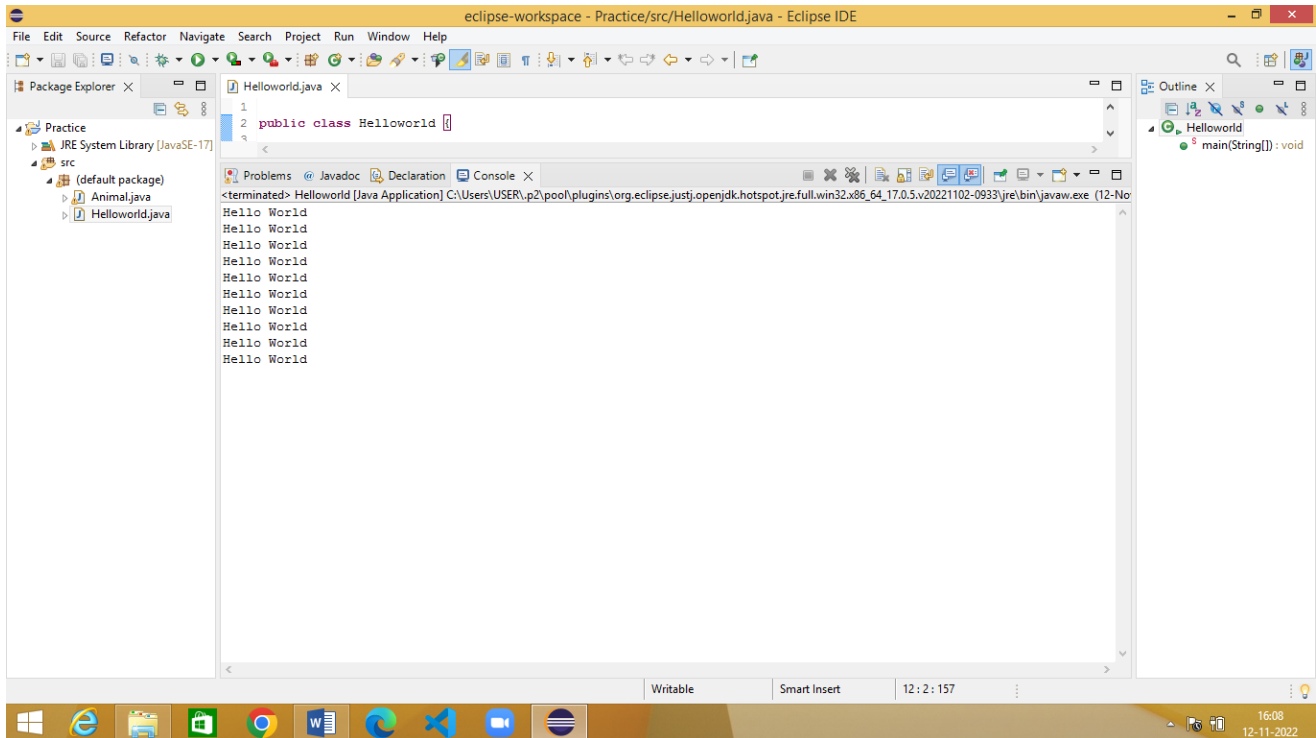 eclipse-workspace - Practice/src/Helloworld.java - Eclipse IDE
File Edit Source Refactor Navigate Search Project Run Window Help
Package Explorer
Practice
JRE System Library [JavaSE-17]
src
(default package)
Animal.java
Helloworld.java
Helloworld.java
1
2 public class Helloworld {
3
Problems @ Javadoc Declaration Console
<terminated> Helloworld [Java Application] C:\Users\USER\.p2\pool\plugins\org.eclipse.justj.openjdk.hotspot.jre.full.win32.x86_64_17.0.5.v20221102-0933\jre\bin\javaw.exe (12-No
Hello World
Hello World
Hello World
Hello World
Hello World
Hello World
Hello World
Hello World
Hello World
Hello World
Outline
Helloworld
main(String[]) : void
Writable Smart Insert 12 : 2 : 157
16:08
12-11-2022